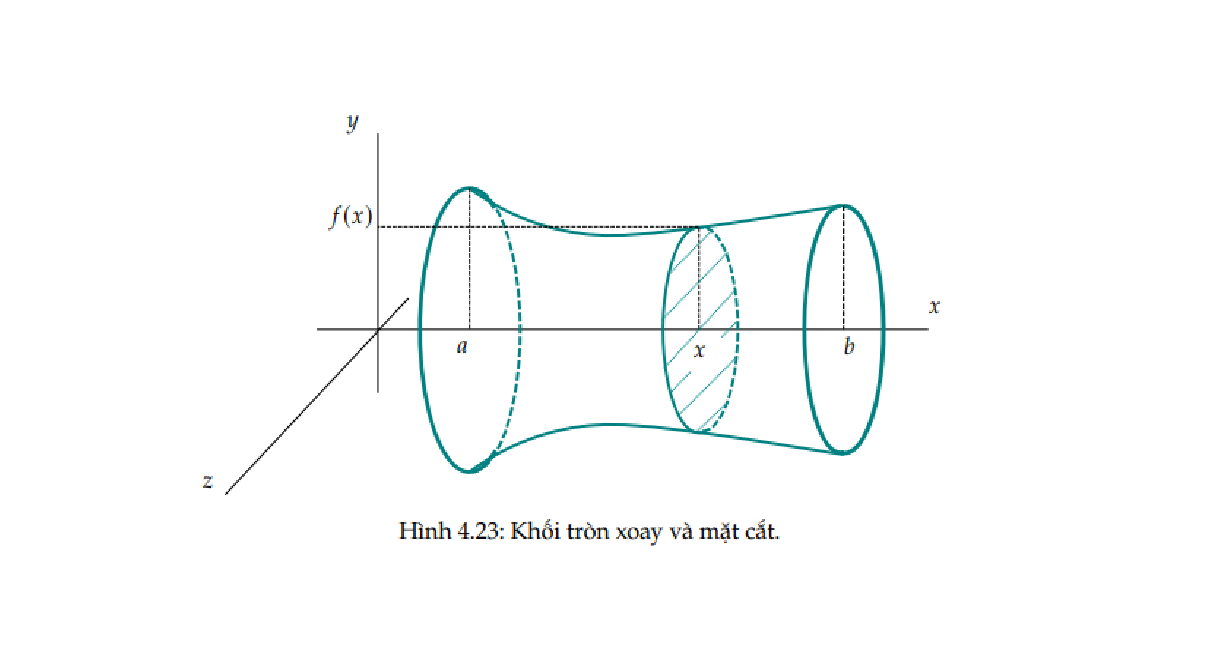 y
f(x)
x
a
x
b
z
Hình 4.23: Khối tròn xoay và mặt cắt.